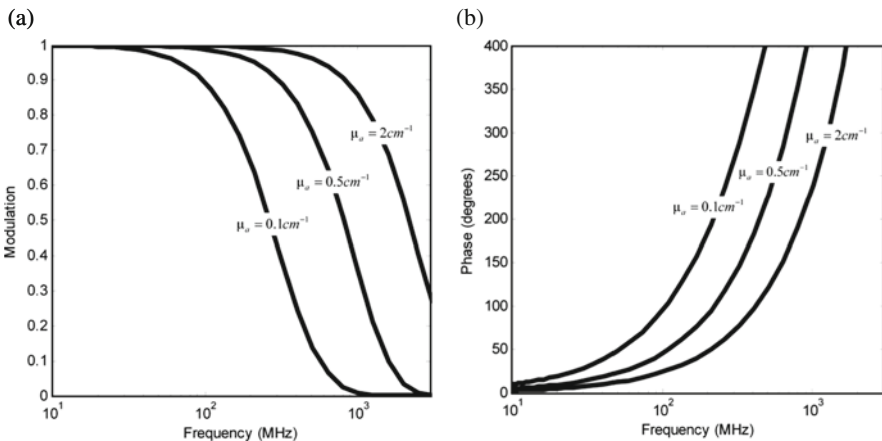 (a)
1
0.9
0.8
0.7
0.6
0.5
0.4
0.3
0.2
0.1
0
Modulation
μa = 2cm⁻¹
μa = 0.5cm⁻¹
μa = 0.1cm⁻¹
10¹
10²
10³
Frequency (MHz)
(b)
400
350
300
250
200
150
100
50
0
Phase (degrees)
μa = 2cm⁻¹
μa = 0.5cm⁻¹
μa = 0.1cm⁻¹
10¹
10²
10³
Frequency (MHz)